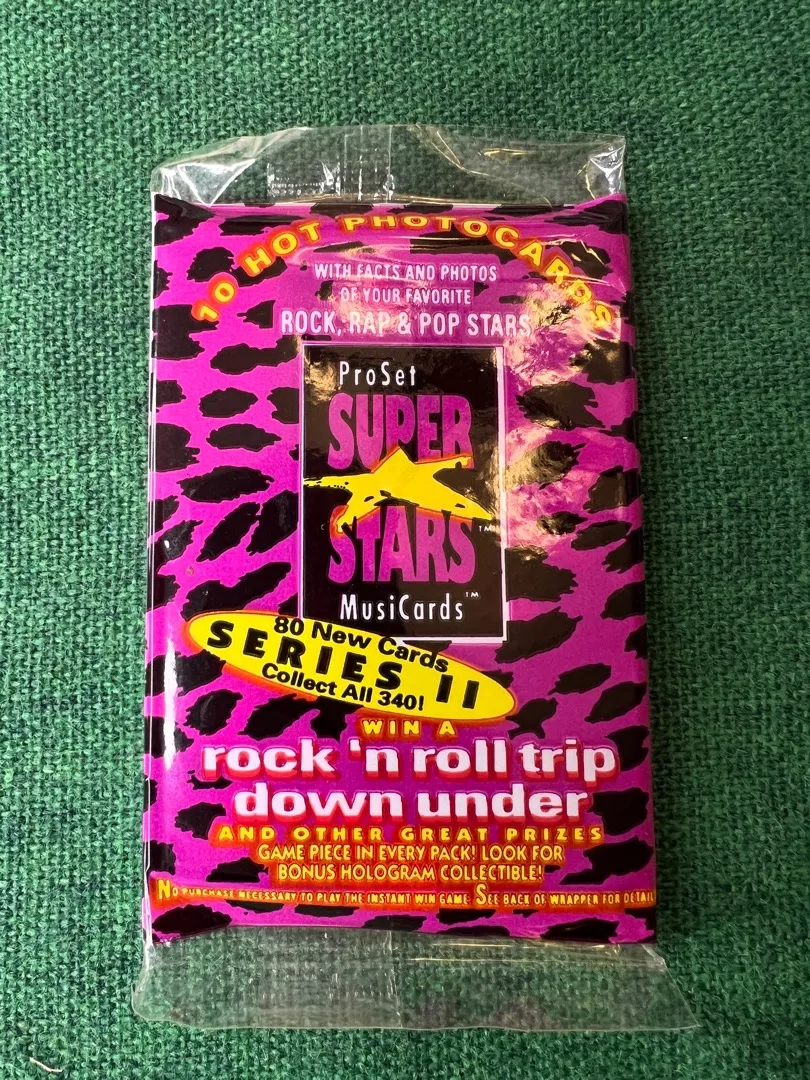 10 HOT PHOTOCARDS
WITH FACTS AND PHOTOS
OF YOUR FAVORITE
ROCK, RAP & POP STARS
ProSet
SUPER
STARS™
MusiCards™
80 New Cards
SERIES II
Collect All 340!
WIN A
rock 'n roll trip
down under
AND OTHER GREAT PRIZES
GAME PIECE IN EVERY PACK! LOOK FOR
BONUS HOLOGRAM COLLECTIBLE!
NO PURCHASE NECESSARY TO PLAY THE INSTANT WIN GAME. SEE BACK OF WRAPPER FOR DETAIL